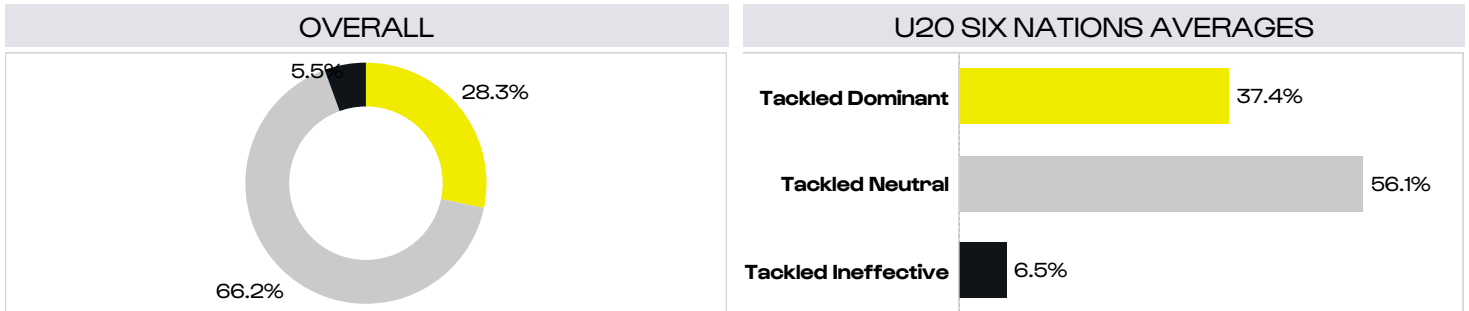 OVERALL
5.5%
28.3%
66.2%
U20 SIX NATIONS AVERAGES
Tackled Dominant 37.4%
Tackled Neutral 56.1%
Tackled Ineffective 6.5%